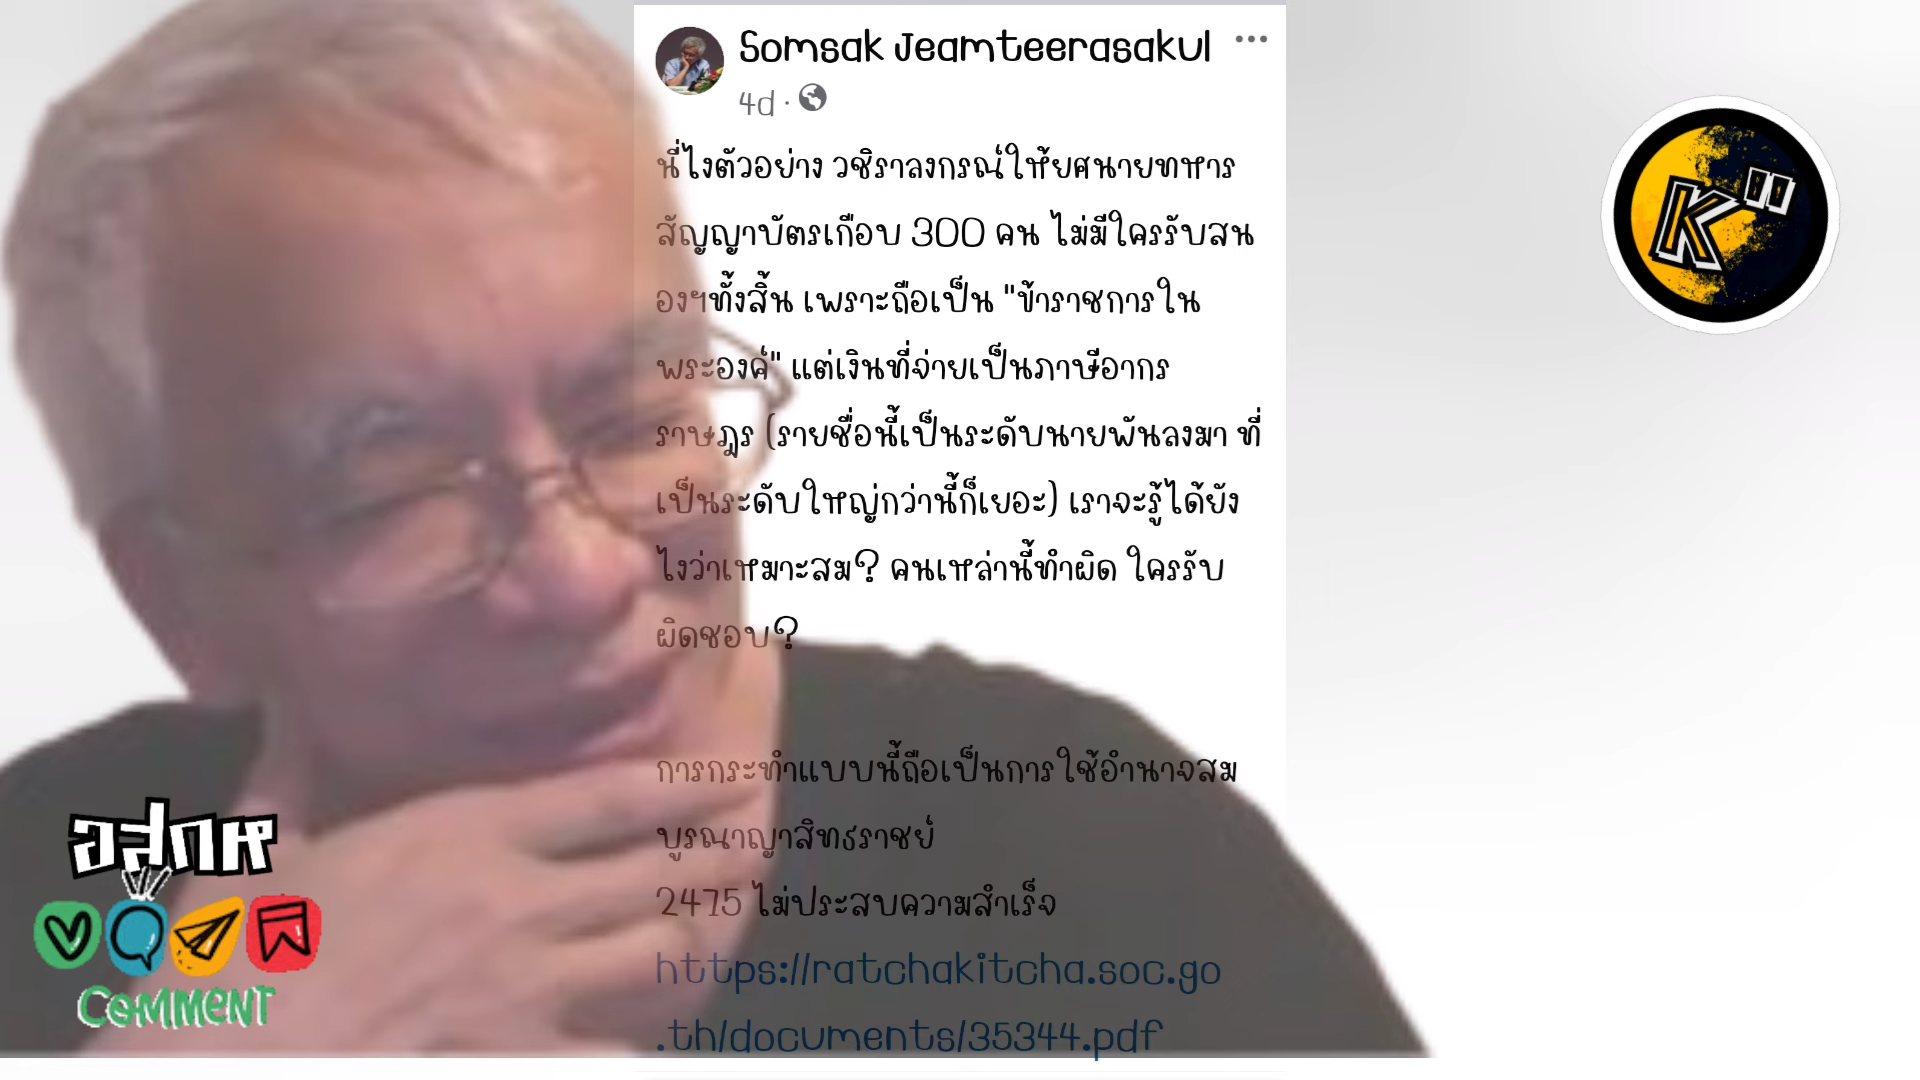 Somsak Jeamteerasakul
4d
นี่ไงตัวอย่าง วชิราลงกรณ์ให้ยศนายทหาร
สัญญาบัตรเกือบ 300 คน ไม่มีใครรับสน
องฯทั้งสิ้น เพราะถือเป็น "ข้าราชการใน
พระองค์" แต่เงินที่จ่ายเป็นภาษีอากร
ราษฎร (รายชื่อนี้เป็นระดับนายพันลงมา ที่
เป็นระดับใหญ่กว่านี้ก็เยอะ) เราจะรู้ได้ยัง
ไงว่าเหมาะสม? คนเหล่านี้ทำผิด ใครรับ
ผิดชอบ?
การกระทำแบบนี้ถือเป็นการใช้อำนาจสม
บูรณาญาสิทธราชย์
2475 ไม่ประสบความสำเร็จ
https://ratchakitcha.soc.go
.th/documents/35344.pdf
K"
อสกห
COMMENT